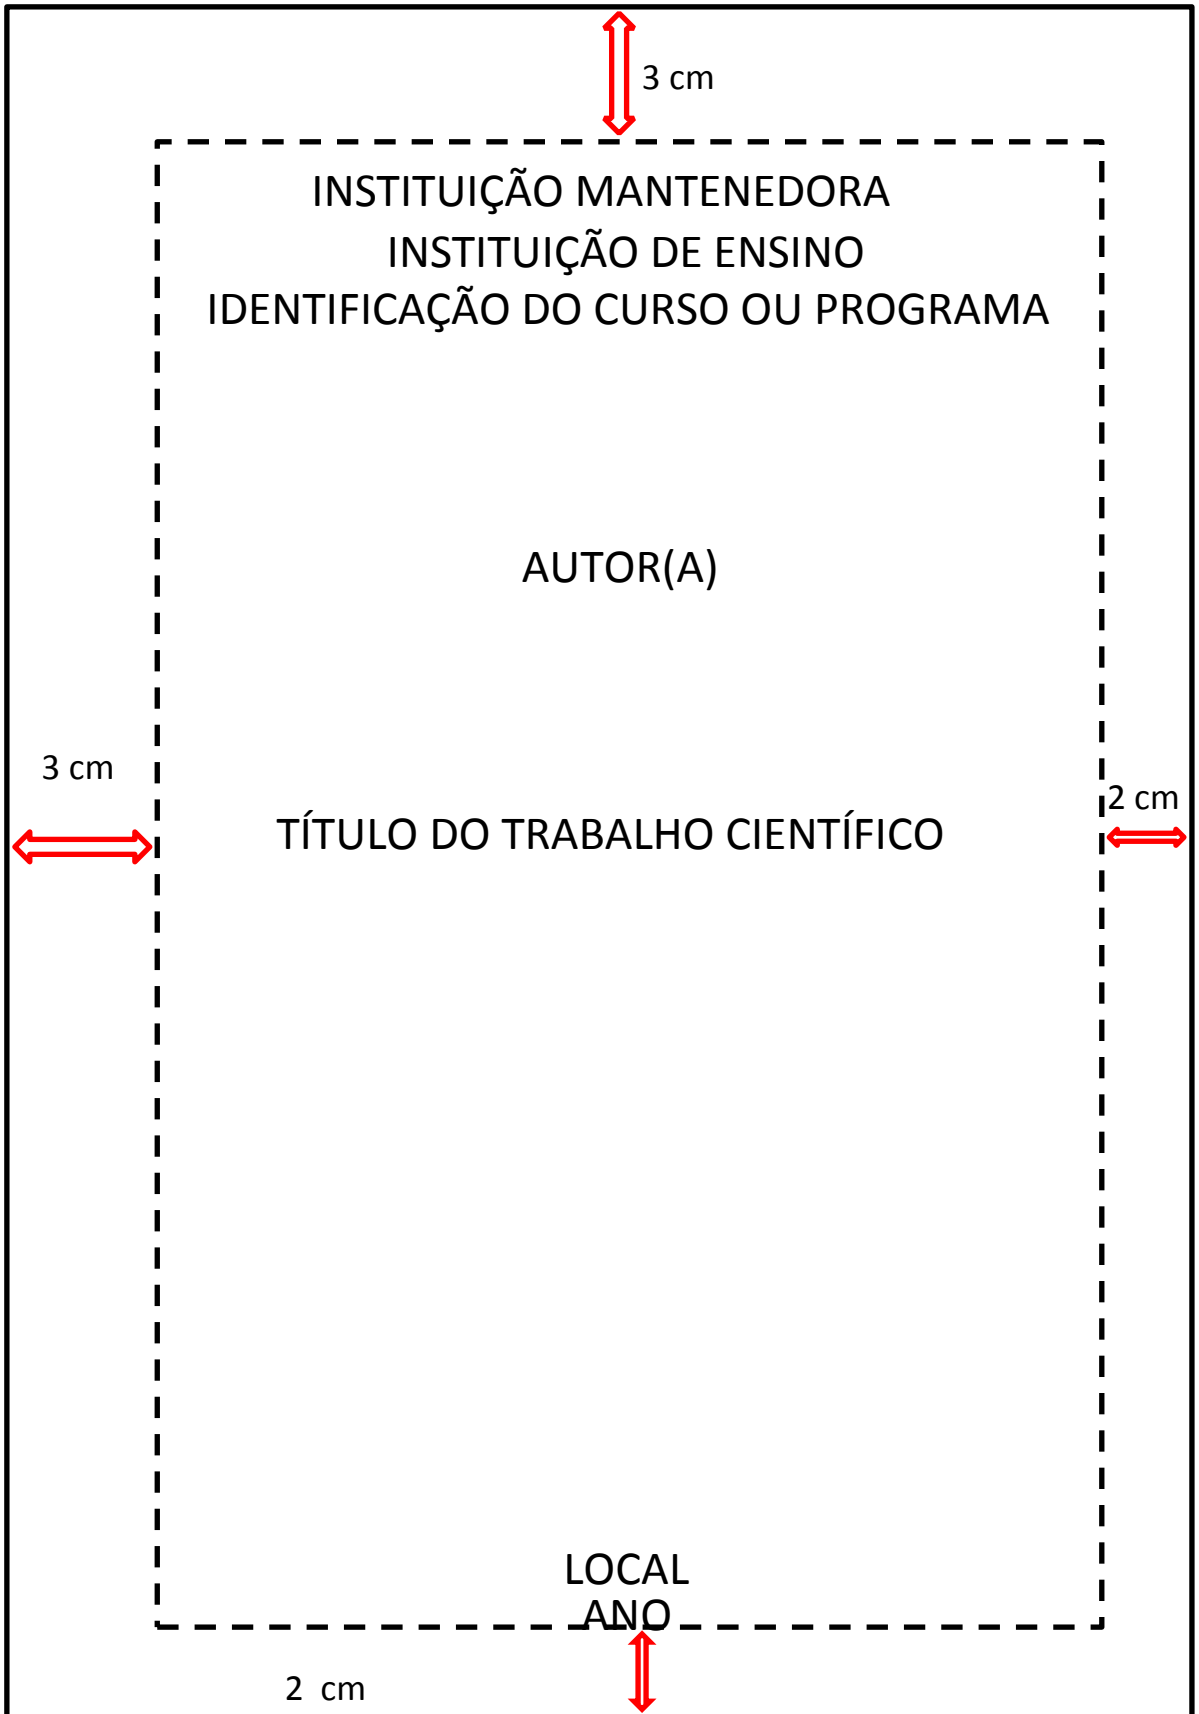 3 cm
INSTITUIÇÃO MANTENEDORA
INSTITUIÇÃO DE ENSINO
IDENTIFICAÇÃO DO CURSO OU PROGRAMA
AUTOR(A)
3 cm
2 cm
TÍTULO DO TRABALHO CIENTÍFICO
LOCAL
ANO
2 cm